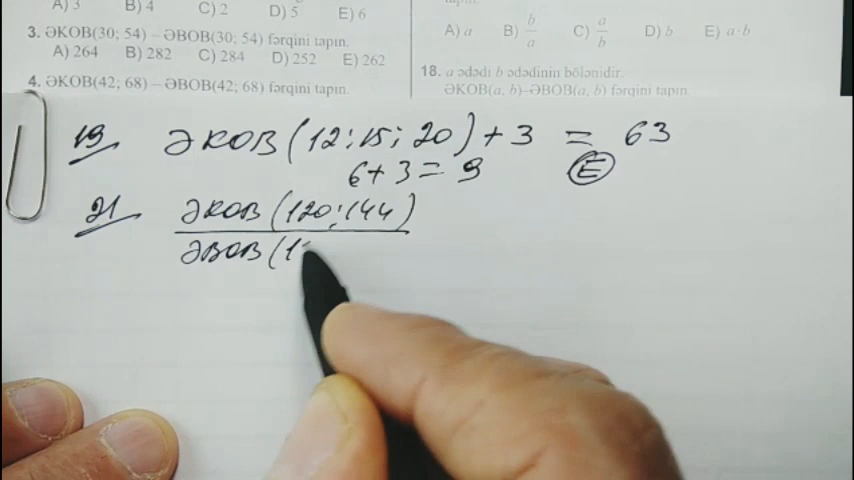 A) 3 B) 4 C) 2 D) 5 E) 6
3. ƏKOB(30; 54) – ƏBOB(30; 54) fərqini tapın.
A) 264 B) 282 C) 284 D) 252 E) 262
4. ƏKOB(42; 68) – ƏBOB(42; 68) fərqini tapın.
A) a B) b/a C) a/b D) b E) a·b
18. a ədədi b ədədinin bölənidir.
ƏKOB(a, b)–ƏBOB(a, b) fərqini tapın.
19 ƏKOB(12; 15; 20) + 3 = 63
6 + 3 = 9 E
21 ƏKOB(120; 144)
ƏBOB(1